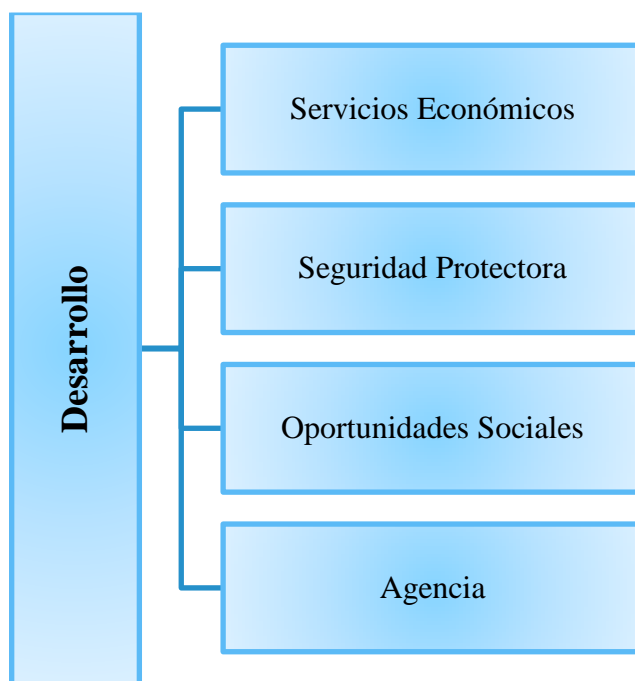 Desarrollo
Servicios Económicos
Seguridad Protectora
Oportunidades Sociales
Agencia